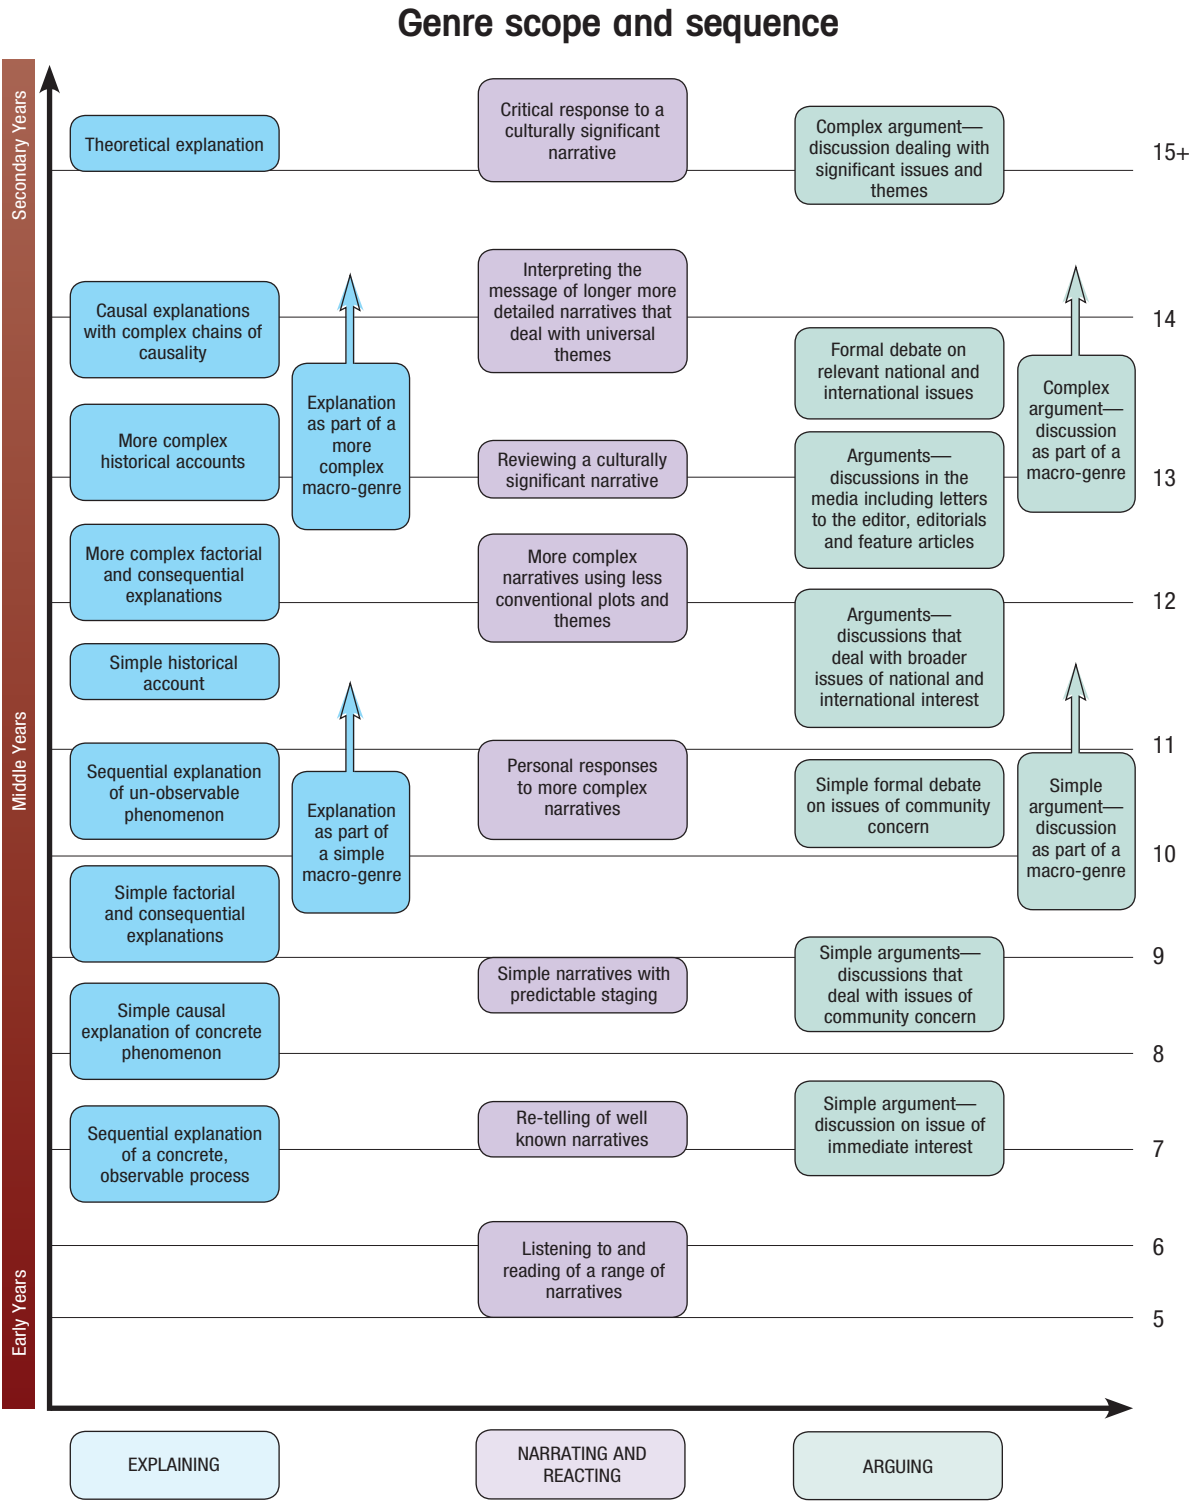 Genre scope and sequence
Secondary Years
Middle Years
Early Years
Theoretical explanation
Causal explanations
with complex chains of
causality
More complex
historical accounts
More complex factorial
and consequential
explanations
Simple historical
account
Sequential explanation
of un-observable
phenomenon
Simple factorial
and consequential
explanations
Simple causal
explanation of concrete
phenomenon
Sequential explanation
of a concrete,
observable process
Explanation
as part of a
more
complex
macro-genre
Explanation
as part of
a simple
macro-genre
Critical response to a
culturally significant
narrative
Interpreting the
message of longer more
detailed narratives that
deal with universal
themes
Reviewing a culturally
significant narrative
More complex
narratives using less
conventional plots and
themes
Personal responses
to more complex
narratives
Simple narratives with
predictable staging
Re-telling of well
known narratives
Listening to and
reading of a range of
narratives
Complex argument—
discussion dealing with
significant issues and
themes
Formal debate on
relevant national and
international issues
Arguments—
discussions in the
media including letters
to the editor, editorials
and feature articles
Arguments—
discussions that
deal with broader
issues of national and
international interest
Simple formal debate
on issues of community
concern
Simple arguments—
discussions that
deal with issues of
community concern
Simple argument—
discussion on issue of
immediate interest
Complex
argument—
discussion
as part of a
macro-genre
Simple
argument—
discussion
as part of a
macro-genre
15+
14
13
12
11
10
9
8
7
6
5
EXPLAINING
NARRATING AND
REACTING
ARGUING